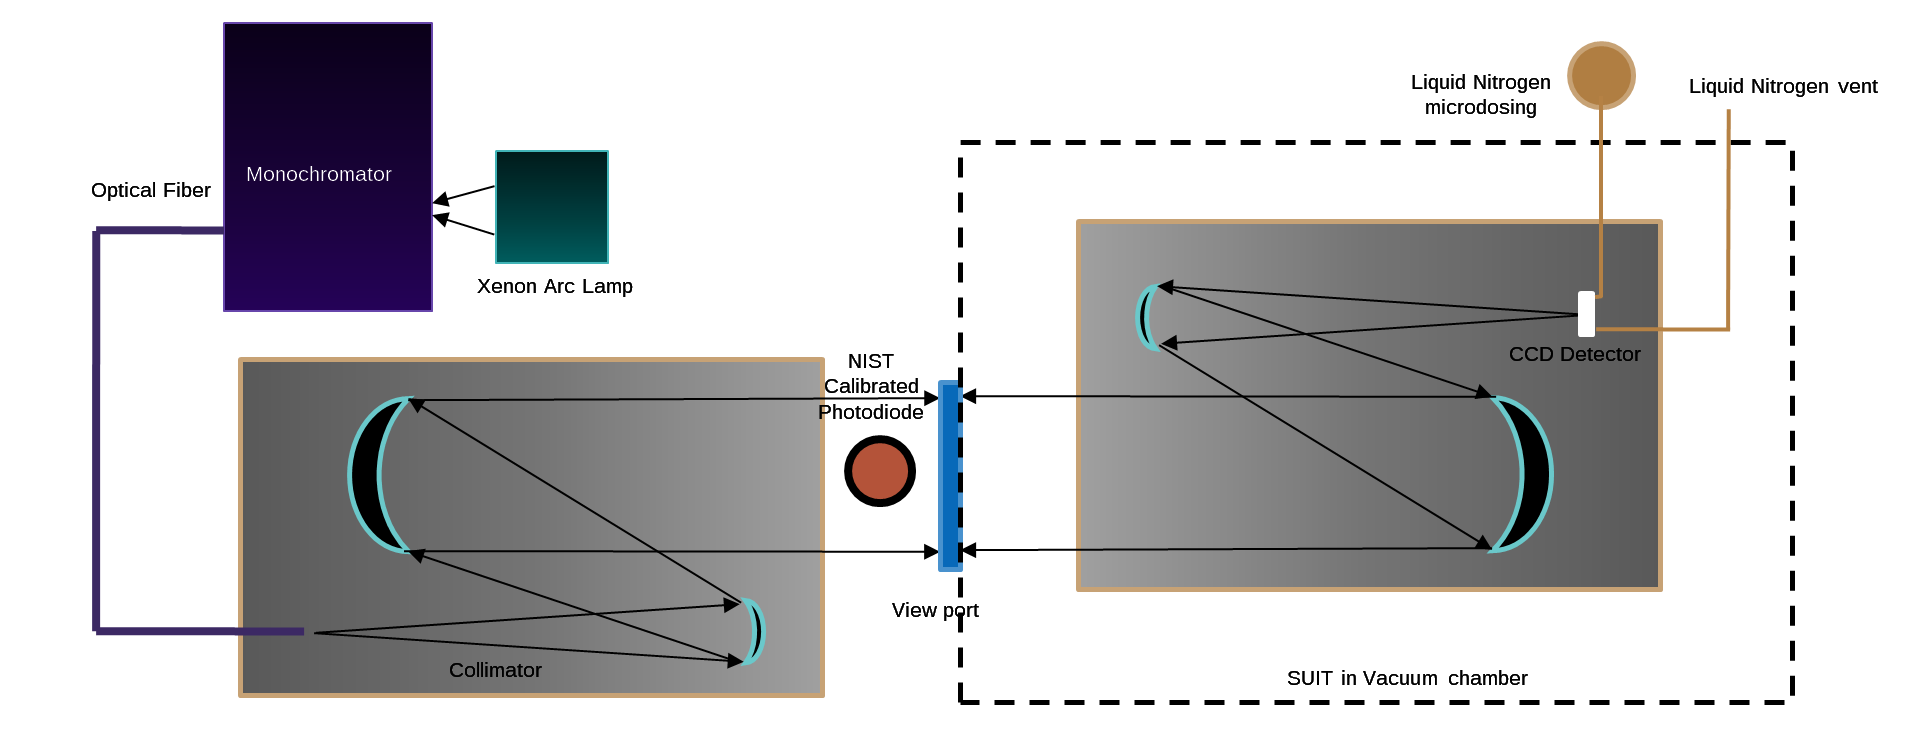 Liquid Nitrogen
microdosing
Liquid Nitrogen vent
Monochromator
Optical Fiber
Xenon Arc Lamp
NIST
Calibrated
Photodiode
CCD Detector
View port
Collimator
SUIT in Vacuum chamber